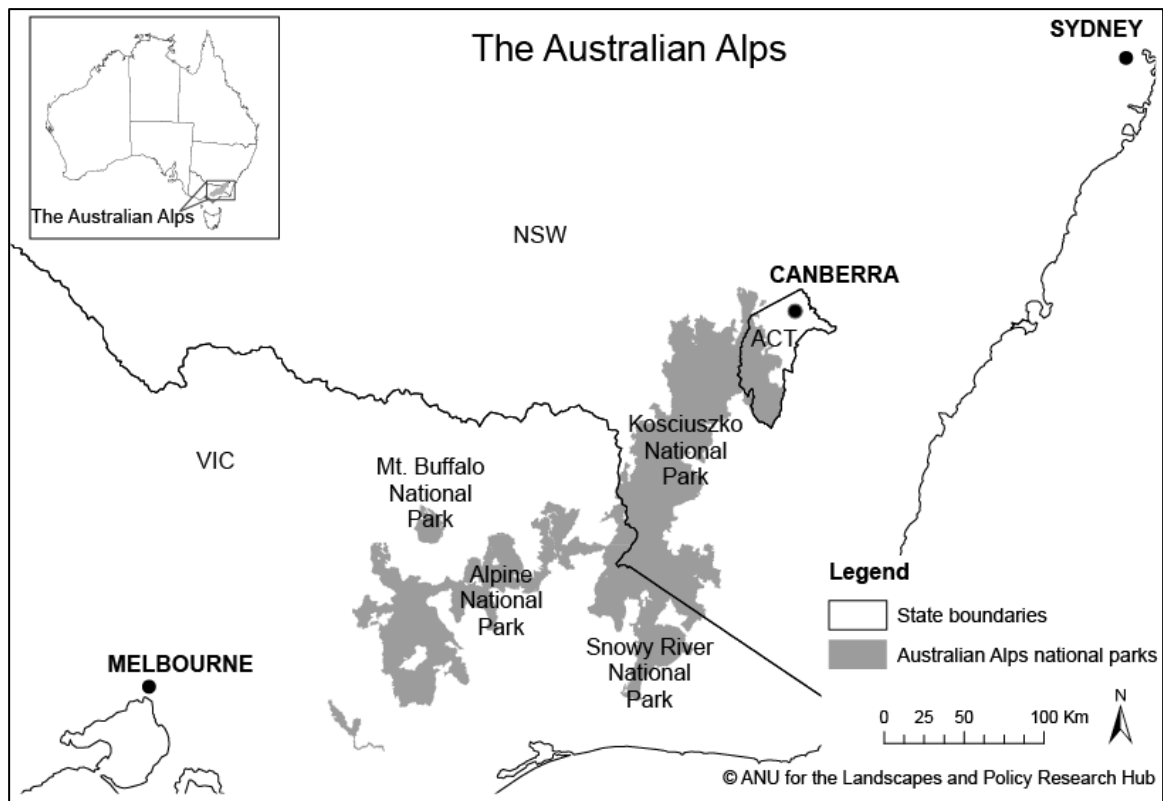 The Australian Alps
SYDNEY
The Australian Alps
NSW
CANBERRA
ACT
Kosciuszko
National
Park
VIC
Mt. Buffalo
National
Park
Alpine
National
Park
Snowy River
National
Park
MELBOURNE
Legend
State boundaries
Australian Alps national parks
N
0 25 50 100 Km
© ANU for the Landscapes and Policy Research Hub